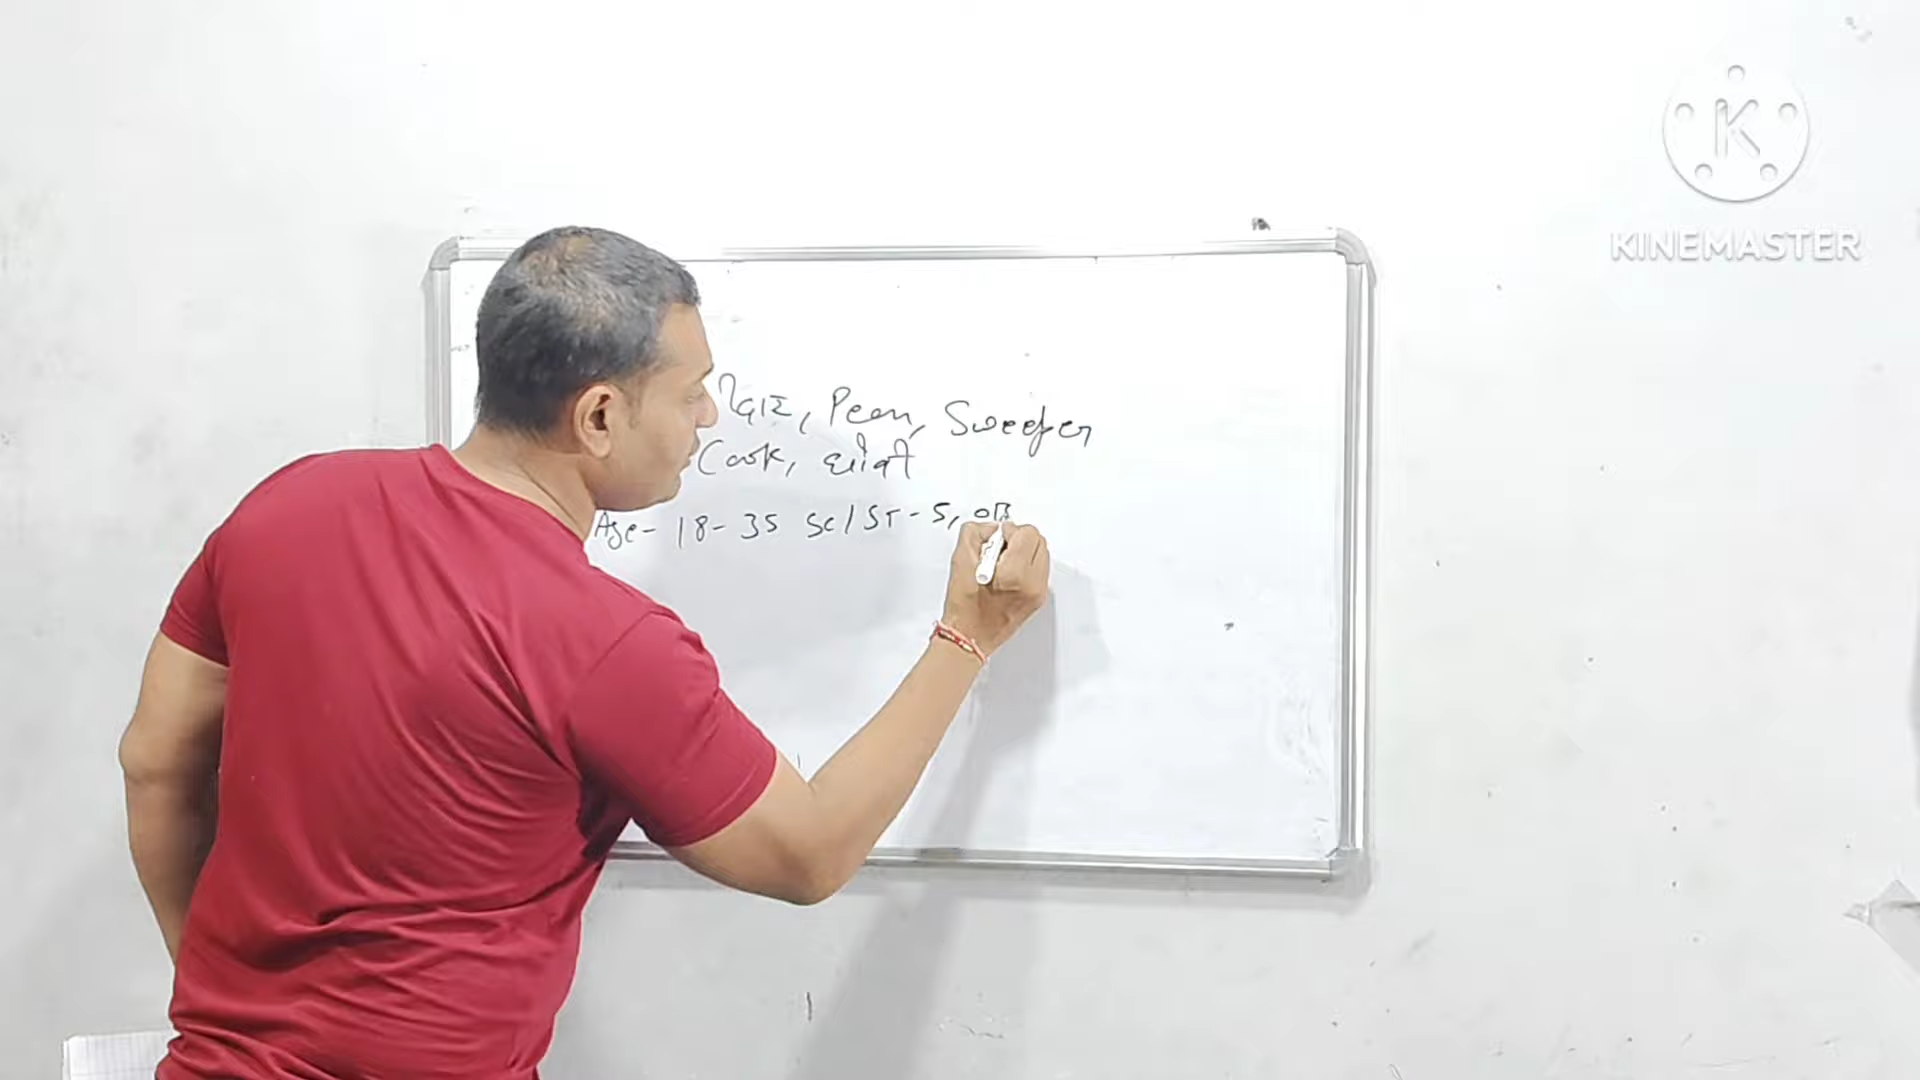 , Peon, Sweeper
Cook, धोबी
Age - 18 - 35 SC/ST - 5, OB
K
KINEMASTER